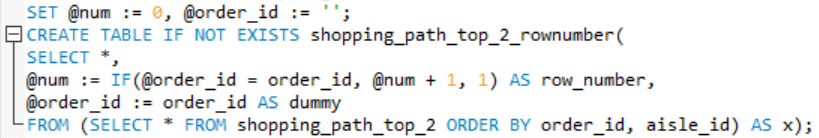 SET @num := 0, @order_id := '';
CREATE TABLE IF NOT EXISTS shopping_path_top_2_rownumber(
SELECT *,
@num := IF(@order_id = order_id, @num + 1, 1) AS row_number,
@order_id := order_id AS dummy
FROM (SELECT * FROM shopping_path_top_2 ORDER BY order_id, aisle_id) AS x);